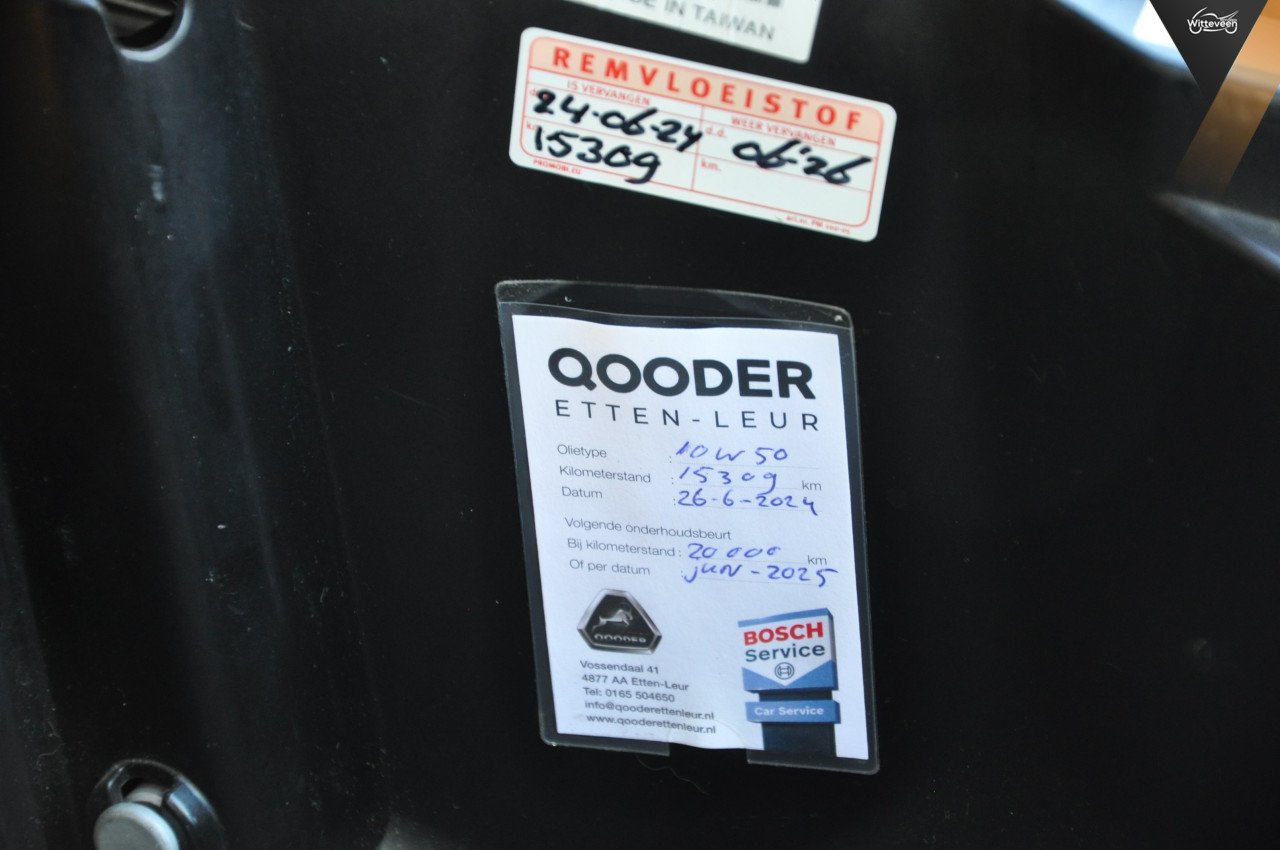 Witteveen
DE IN TAIWAN
REMVLOEISTOF
IS VERVANGEN
WEER VERVANGEN
24-06-24
d.d.
06-'26
15309
km.
PROMOBLEU
QOODER
ETTEN-LEUR
Olietype : 10W50
Kilometerstand : 15309 km
Datum : 26-6-2024
Volgende onderhoudsbeurt
Bij kilometerstand : 20000 km
Of per datum : jun-2025
QOODER
BOSCH
Service
Car Service
Vossendaal 41
4877 AA Etten-Leur
Tel: 0165 504650
info@qooderettenleur.nl
www.qooderettenleur.nl